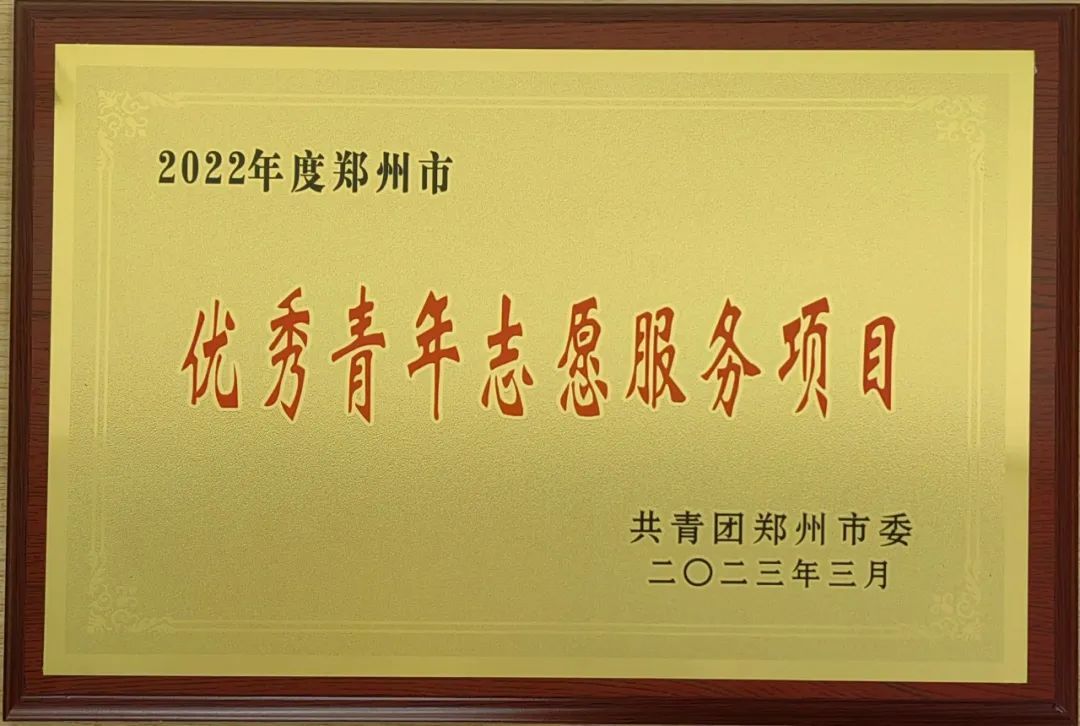 2022年度郑州市
优秀青年志愿服务项目
共青团郑州市委
二〇二三年三月